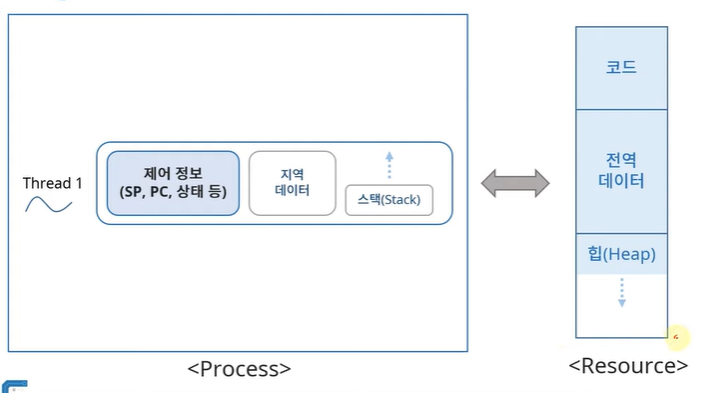 Thread 1
제어 정보
(SP, PC, 상태 등)
지역
데이터
스택(Stack)
<Process>
코드
전역
데이터
힙(Heap)
<Resource>